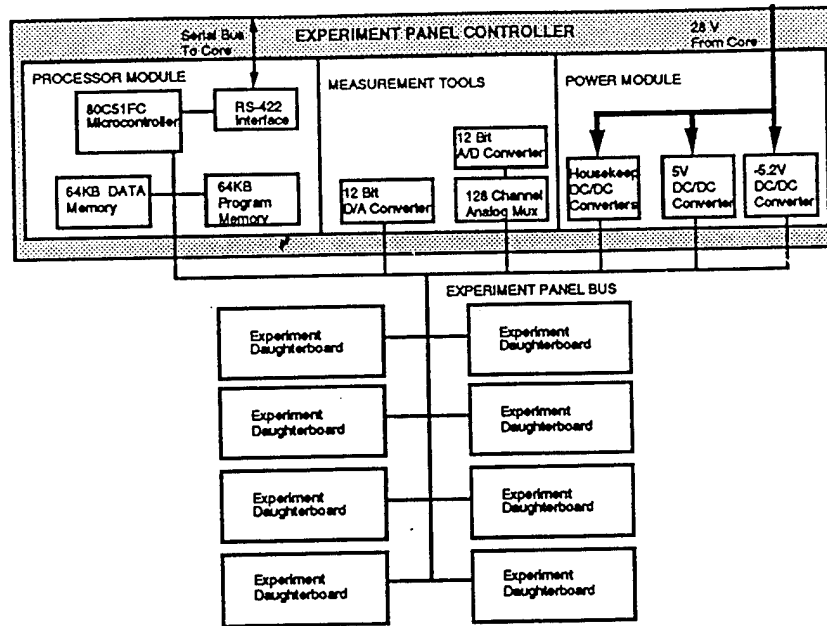 Serial Bus
To Core
EXPERIMENT PANEL CONTROLLER
28 V
From Core
PROCESSOR MODULE
80C51FC
Microcontroller
RS-422
Interface
64KB DATA
Memory
64KB
Program
Memory
MEASUREMENT TOOLS
12 Bit
A/D Converter
12 Bit
D/A Converter
128 Channel
Analog Mux
POWER MODULE
Housekeep
DC/DC
Converters
5V
DC/DC
Converter
-5.2V
DC/DC
Converter
EXPERIMENT PANEL BUS
Experiment
Daughterboard
Experiment
Daughterboard
Experiment
Daughterboard
Experiment
Daughterboard
Experiment
Daughterboard
Experiment
Daughterboard
Experiment
Daughterboard
Experiment
Daughterboard